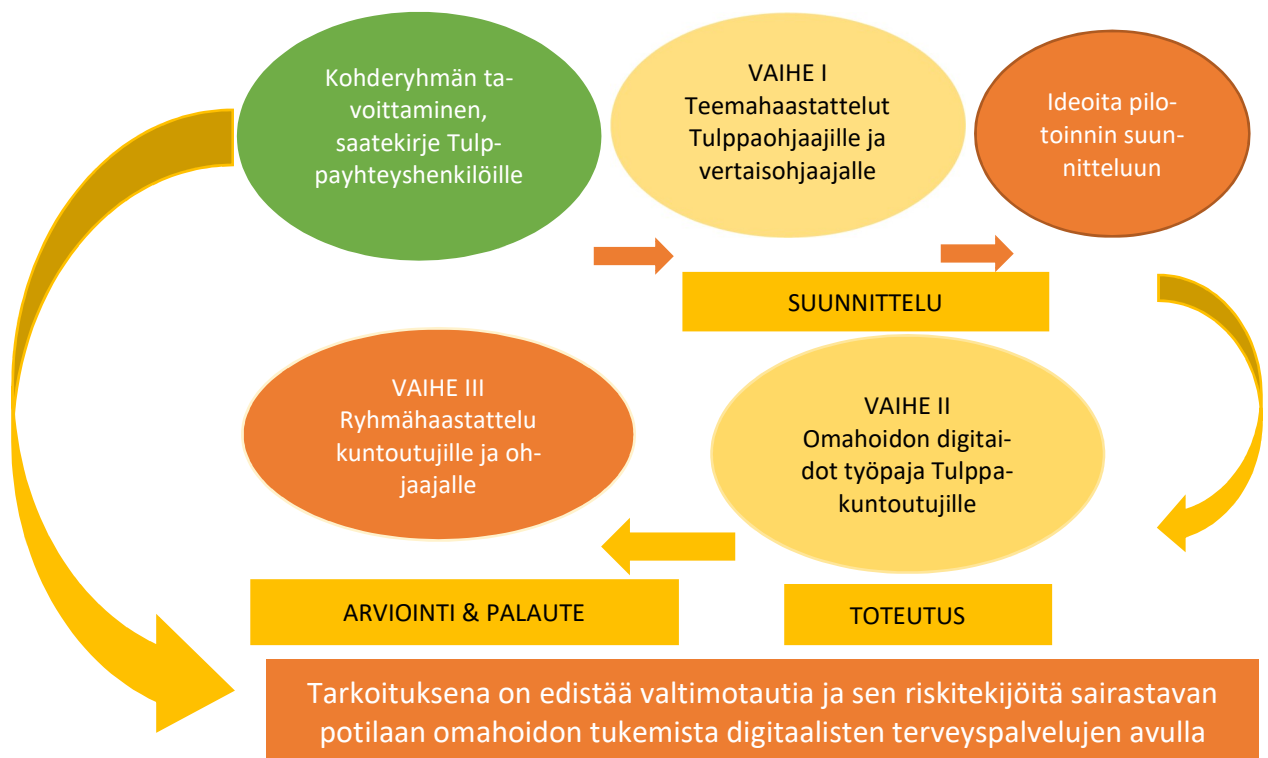 Kohderyhmän ta-
voittaminen,
saatekirje Tulp-
payhteyshenkilöille
VAIHE I
Teemahaastattelut
Tulppaohjaajille ja
vertaisohjaajalle
Ideoita pilo-
toinnin suun-
nitteluun
SUUNNITTELU
VAIHE III
Ryhmähaastattelu
kuntoutujille ja oh-
jaajalle
VAIHE II
Omahoidon digitai-
dot työpaja Tulppa-
kuntoutujille
ARVIOINTI & PALAUTE
TOTEUTUS
Tarkoituksena on edistää valtimotautia ja sen riskitekijöitä sairastavan
potilaan omahoidon tukemista digitaalisten terveyspalvelujen avulla